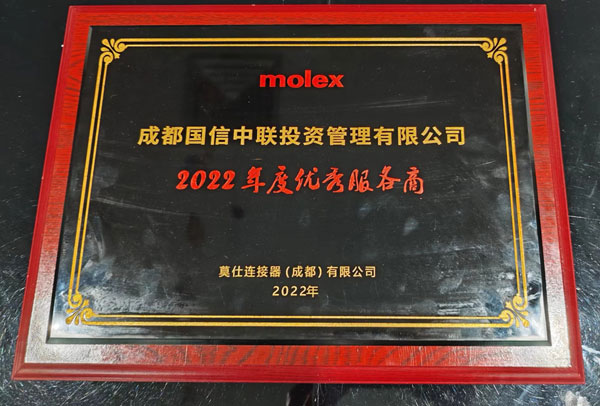 molex
成都国信中联投资管理有限公司
2022年度优秀服务商
莫仕连接器(成都)有限公司
2022年